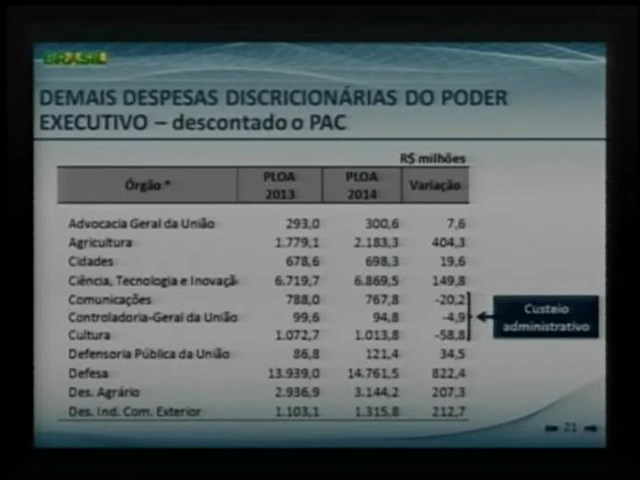 BRASIL
DEMAIS DESPESAS DISCRICIONÁRIAS DO PODER
EXECUTIVO – descontado o PAC
R$ milhões
Órgão * PLOA 2013 PLOA 2014 Variação
Advocacia Geral da União 293,0 300,6 7,6
Agricultura 1.779,1 2.183,3 404,3
Cidades 678,6 698,3 19,6
Ciência, Tecnologia e Inovaçã 6.719,7 6.869,5 149,8
Comunicações 788,0 767,8 -20,2
Controladoria-Geral da União 99,6 94,8 -4,9
Cultura 1.072,7 1.013,8 -58,8
Custeio
administrativo
Defensoria Pública da União 86,8 121,4 34,5
Defesa 13.939,0 14.761,5 822,4
Des. Agrário 2.936,9 3.144,2 207,3
Des. Ind. Com. Exterior 1.103,1 1.315,8 212,7
21